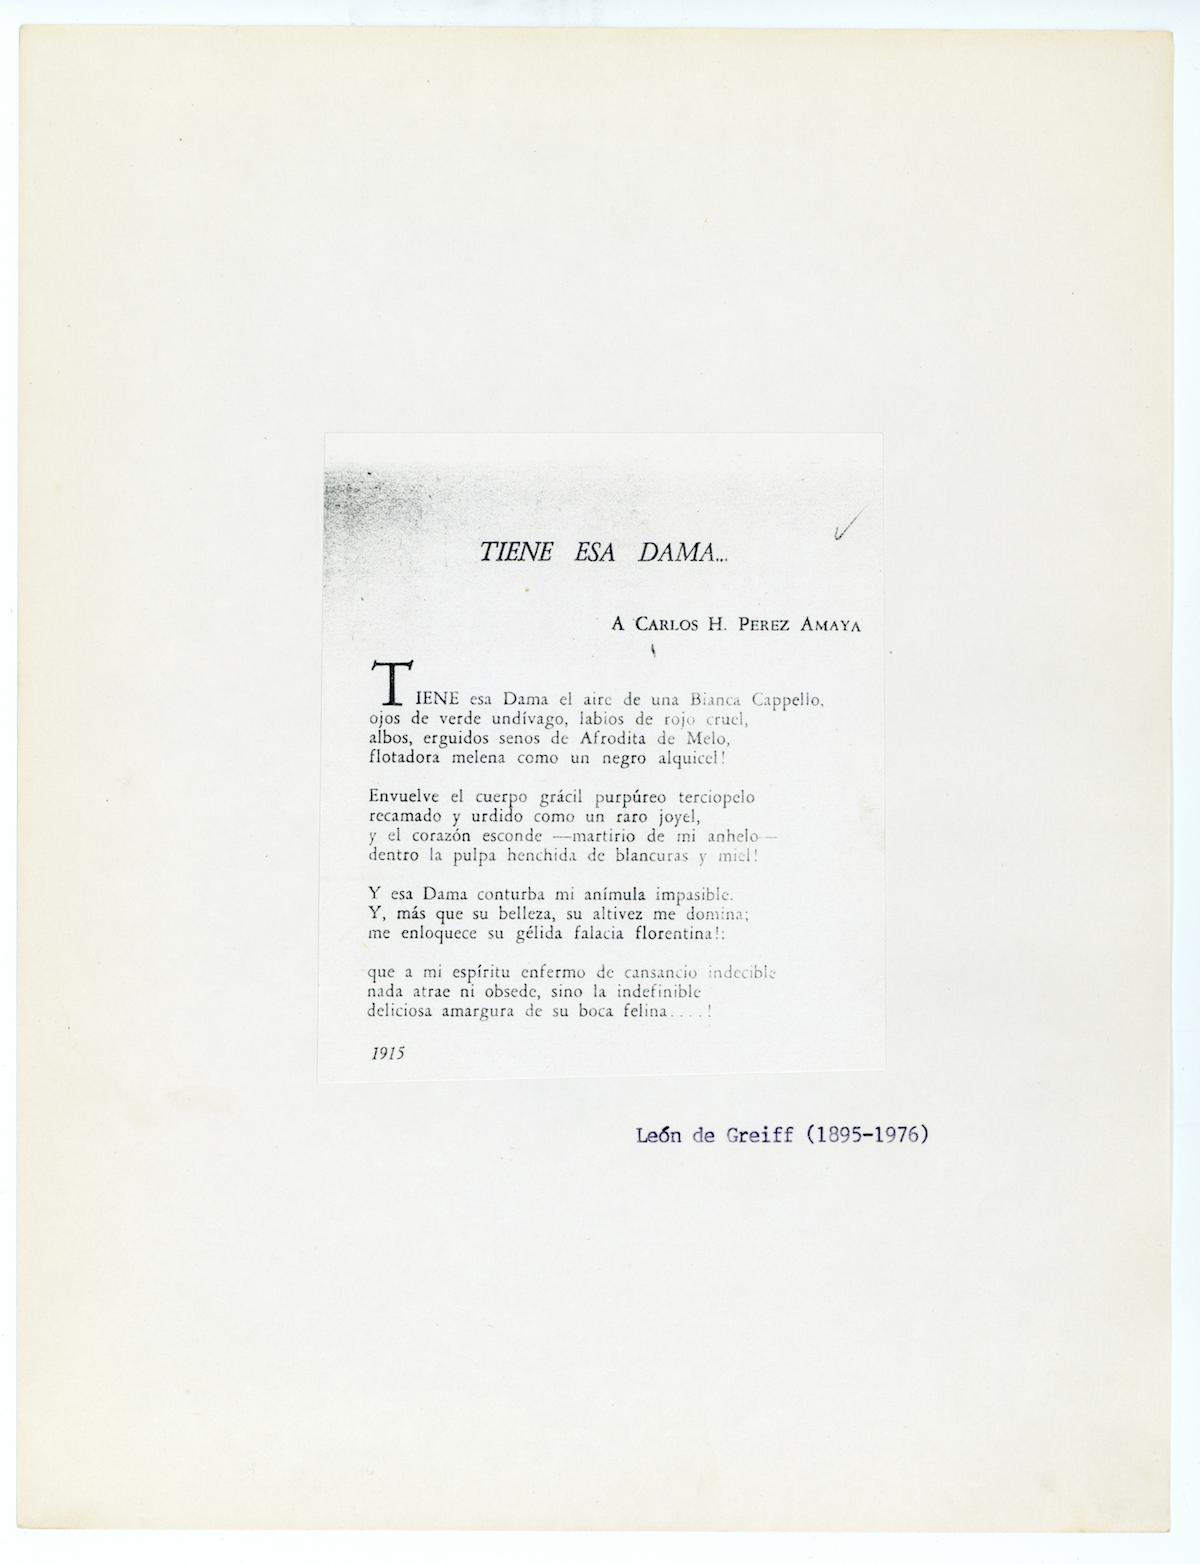 TIENE ESA DAMA...
A CARLOS H. PEREZ AMAYA
TIENE esa Dama el aire de una Bianca Cappello,
ojos de verde undívago, labios de rojo cruel,
albos, erguidos senos de Afrodita de Melo,
flotadora melena como un negro alquicel!
Envuelve el cuerpo grácil purpúreo terciopelo
recamado y urdido como un raro joyel,
y el corazón esconde —martirio de mi anhelo—
dentro la pulpa henchida de blancuras y miel!
Y esa Dama conturba mi anímula impasible.
Y, más que su belleza, su altivez me domina;
me enloquece su gélida falacia florentina!:
que a mi espíritu enfermo de cansancio indecible
nada atrae ni obsede, sino la indefinible
deliciosa amargura de su boca felina....!
1915
León de Greiff (1895-1976)